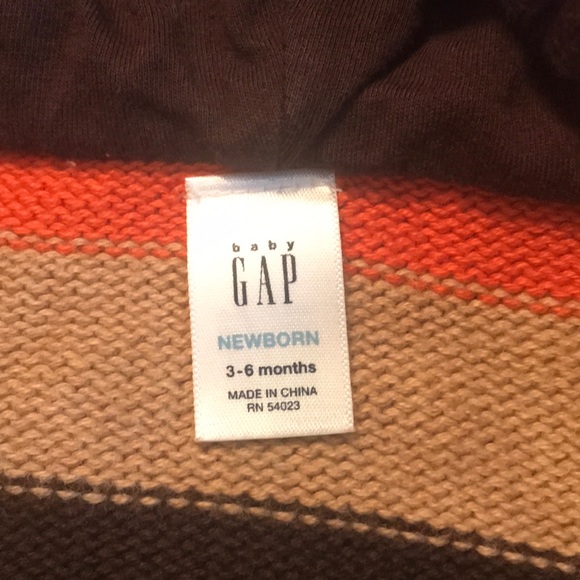 baby
GAP
NEWBORN
3-6 months
MADE IN CHINA
RN 54023